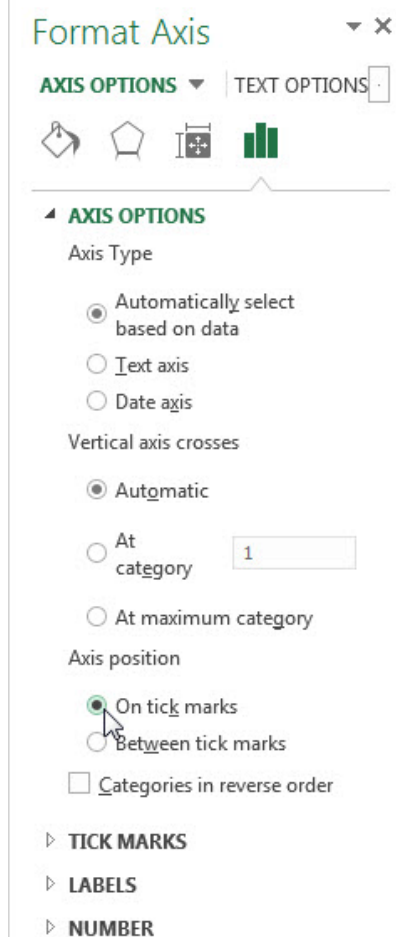 Format Axis
AXIS OPTIONS TEXT OPTIONS
AXIS OPTIONS
Axis Type
Automatically select
based on data
Text axis
Date axis
Vertical axis crosses
Automatic
At
category 1
At maximum category
Axis position
On tick marks
Between tick marks
Categories in reverse order
TICK MARKS
LABELS
NUMBER